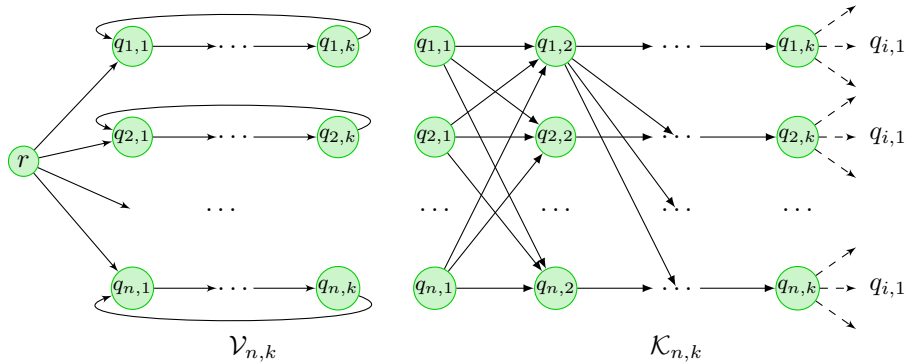 q1,1 ··· q1,k q1,1 q1,2 ··· q1,k qi,1
q2,1 ··· q2,k q2,1 q2,2 ··· q2,k qi,1
r
··· ··· ··· ··· ···
qn,1 ··· qn,k qn,1 qn,2 ··· qn,k qi,1
𝒱n,k 𝒦n,k